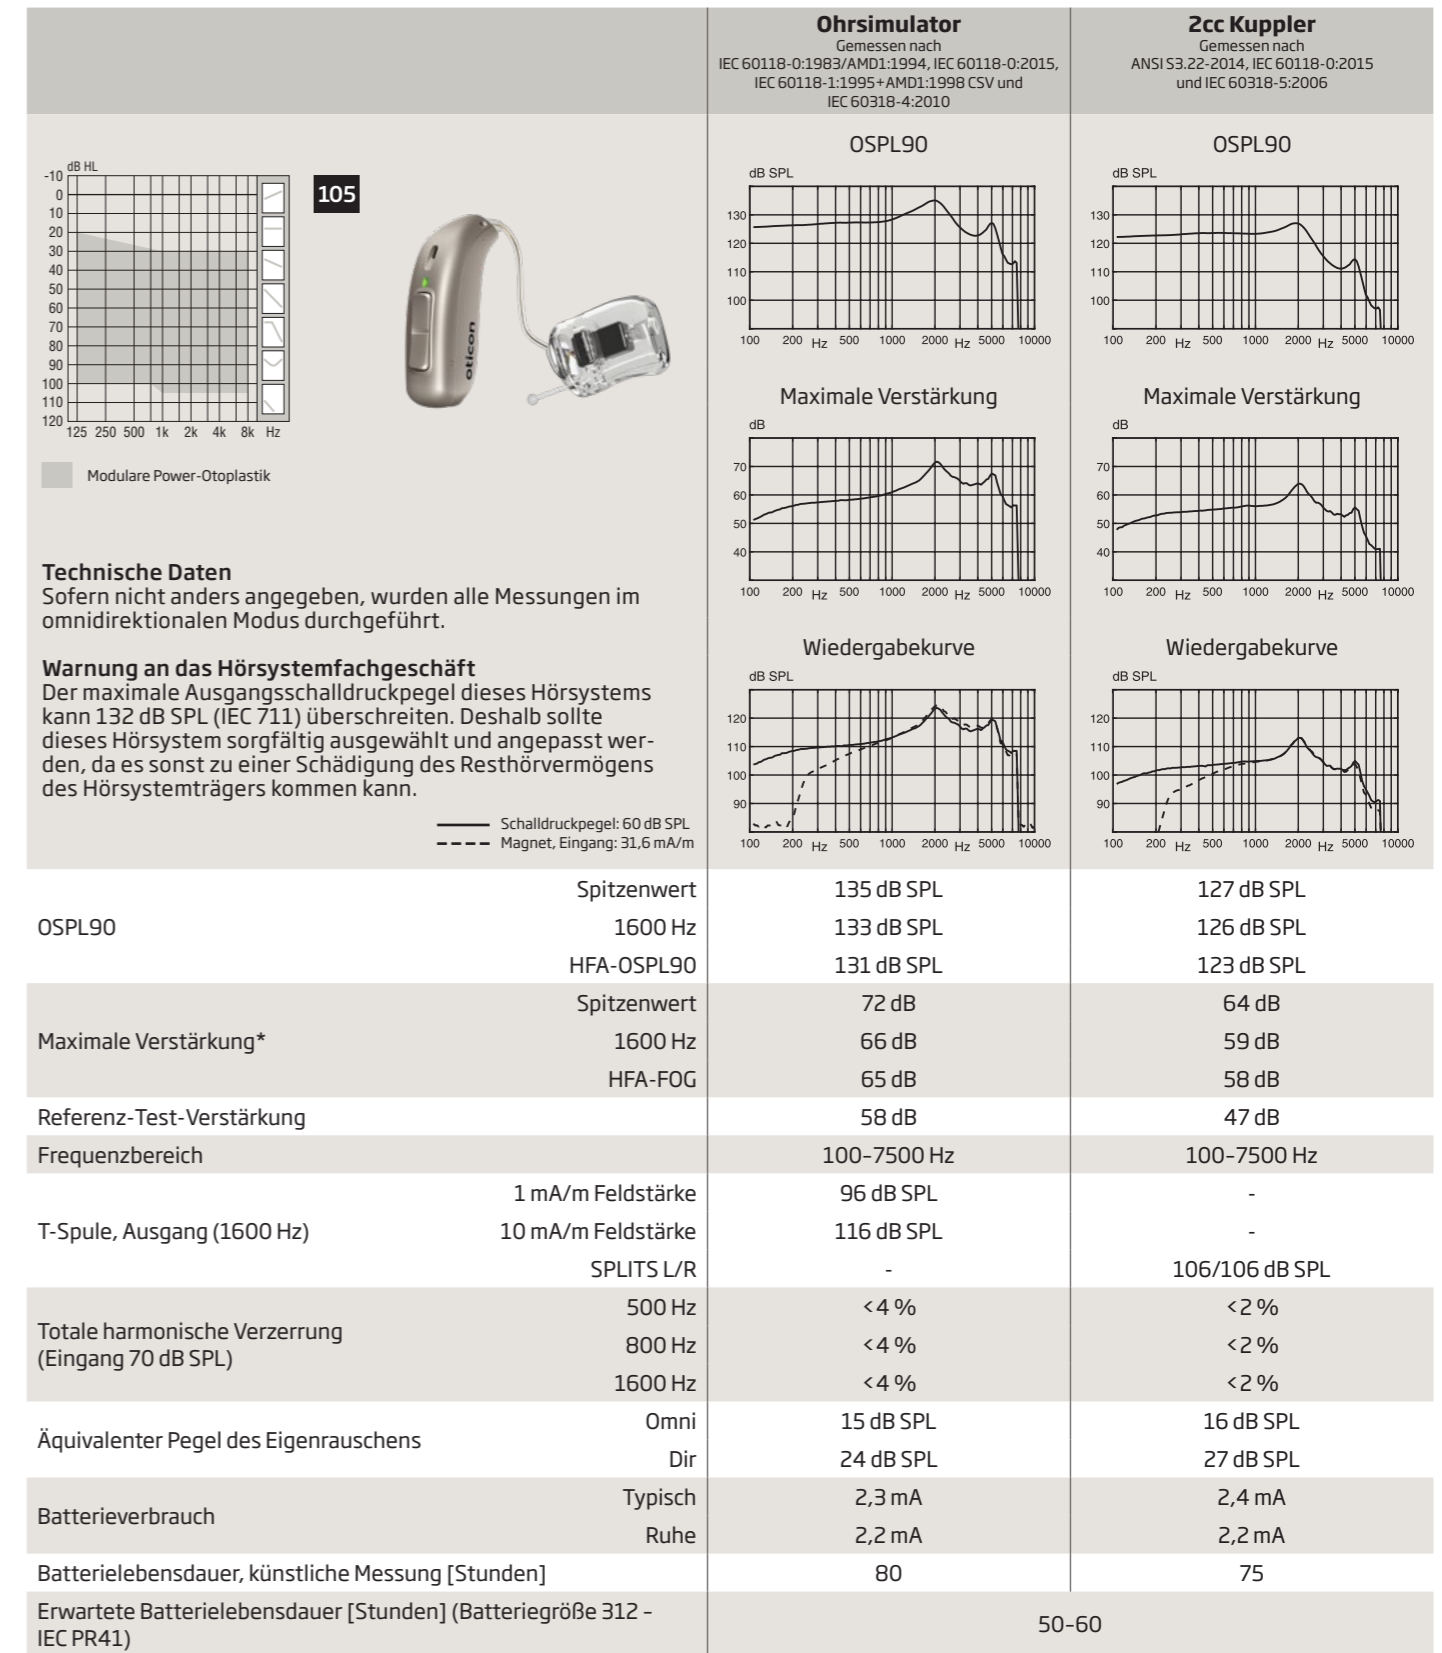 Ohrsimulator
Gemessen nach
IEC 60118-0:1983/AMD1:1994, IEC 60118-0:2015,
IEC 60118-1:1995+AMD1:1998 CSV und
IEC 60318-4:2010
2cc Kuppler
Gemessen nach
ANSI S3.22-2014, IEC 60118-0:2015
und IEC 60318-5:2006
dB HL
-10
0
10
20
30
40
50
60
70
80
90
100
110
120
125 250 500 1k 2k 4k 8k Hz
105
oticon
Modulare Power-Otoplastik
Technische Daten
Sofern nicht anders angegeben, wurden alle Messungen im
omnidirektionalen Modus durchgeführt.
Warnung an das Hörsystemfachgeschäft
Der maximale Ausgangsschalldruckpegel dieses Hörsystems
kann 132 dB SPL (IEC 711) überschreiten. Deshalb sollte
dieses Hörsystem sorgfältig ausgewählt und angepasst wer-
den, da es sonst zu einer Schädigung des Resthörvermögens
des Hörsystemträgers kommen kann.
Schalldruckpegel: 60 dB SPL
Magnet, Eingang: 31,6 mA/m
OSPL90
dB SPL
130
120
110
100
100 200 Hz 500 1000 2000 Hz 5000 10000
Maximale Verstärkung
dB
70
60
50
40
100 200 Hz 500 1000 2000 Hz 5000 10000
Wiedergabekurve
dB SPL
120
110
100
90
100 200 Hz 500 1000 2000 Hz 5000 10000
OSPL90
dB SPL
130
120
110
100
100 200 Hz 500 1000 2000 Hz 5000 10000
Maximale Verstärkung
dB
70
60
50
40
100 200 Hz 500 1000 2000 Hz 5000 10000
Wiedergabekurve
dB SPL
120
110
100
90
100 200 Hz 500 1000 2000 Hz 5000 10000
OSPL90
Spitzenwert 135 dB SPL 127 dB SPL
1600 Hz 133 dB SPL 126 dB SPL
HFA-OSPL90 131 dB SPL 123 dB SPL
Maximale Verstärkung*
Spitzenwert 72 dB 64 dB
1600 Hz 66 dB 59 dB
HFA-FOG 65 dB 58 dB
Referenz-Test-Verstärkung 58 dB 47 dB
Frequenzbereich 100–7500 Hz 100–7500 Hz
T-Spule, Ausgang (1600 Hz)
1 mA/m Feldstärke 96 dB SPL -
10 mA/m Feldstärke 116 dB SPL -
SPLITS L/R - 106/106 dB SPL
Totale harmonische Verzerrung
(Eingang 70 dB SPL)
500 Hz <4 % <2 %
800 Hz <4 % <2 %
1600 Hz <4 % <2 %
Äquivalenter Pegel des Eigenrauschens
Omni 15 dB SPL 16 dB SPL
Dir 24 dB SPL 27 dB SPL
Batterieverbrauch
Typisch 2,3 mA 2,4 mA
Ruhe 2,2 mA 2,2 mA
Batterielebensdauer, künstliche Messung [Stunden] 80 75
Erwartete Batterielebensdauer [Stunden] (Batteriegröße 312 –
IEC PR41)
50–60